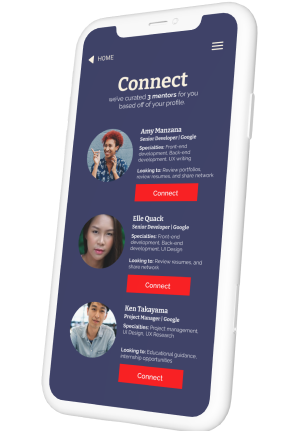 HOME
Connect
we've curated 3 mentors for you
based off of your profile.
Amy Manzana
Senior Developer | Google
Specialties: Front-end
development, Back-end
development, UX writing
Looking to: Review portfolios,
review resumes, and share network
Connect
Elle Quack
Senior Developer | Google
Specialties: Front-end
development, Back-end
development, UI Design
Looking to: Review resumes, and
share network
Connect
Ken Takayama
Project Manager | Google
Specialties: Project management,
UI Design, UX Research
Looking to: Educational guidance,
internship opportunities
Connect